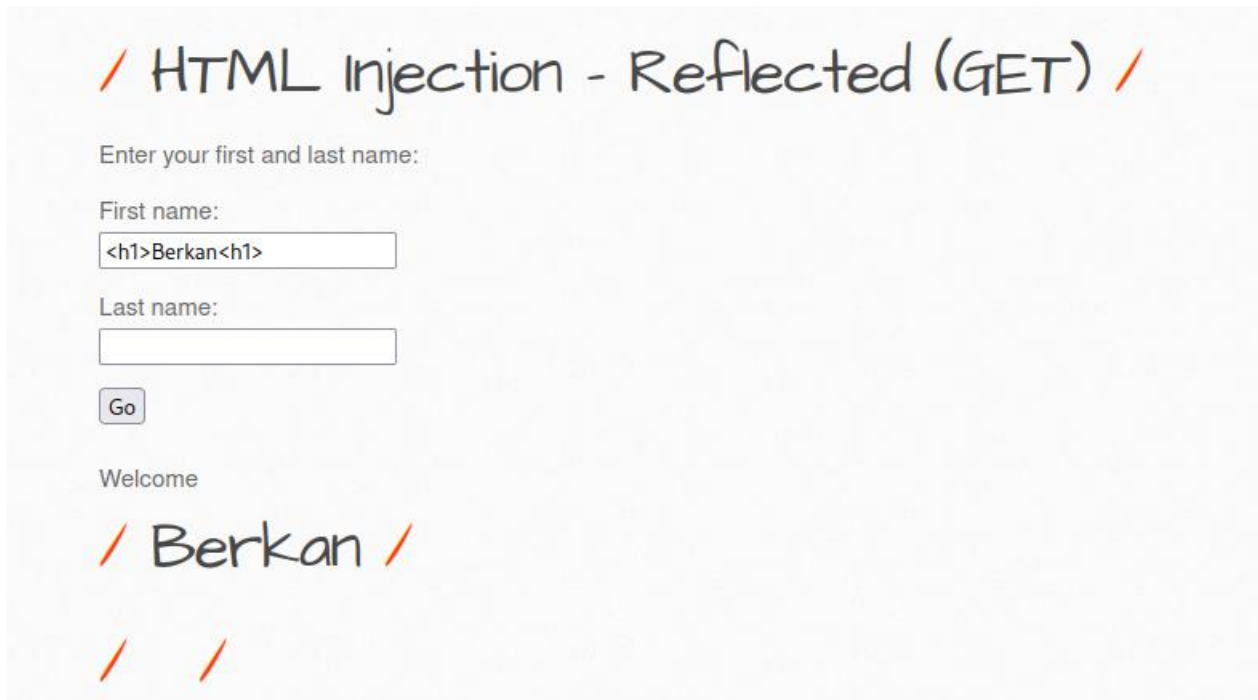 / HTML Injection - Reflected (GET) /
Enter your first and last name:
First name:
<h1>Berkan<h1>
Last name:
Go
Welcome
/ Berkan /
/ /